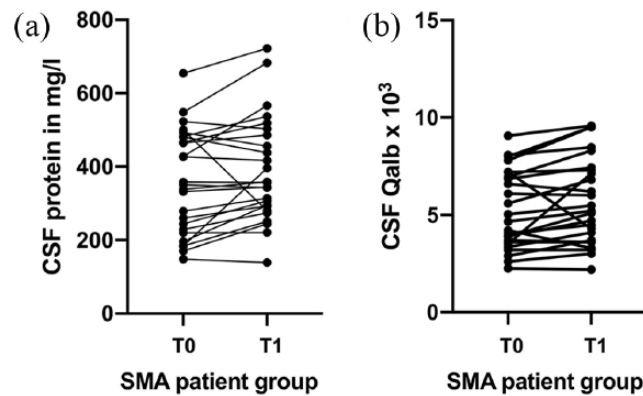 (a)
CSF protein in mg/l
800
600
400
200
0
T0 T1
SMA patient group
(b)
CSF Qalb x 10³
15
10
5
0
T0 T1
SMA patient group